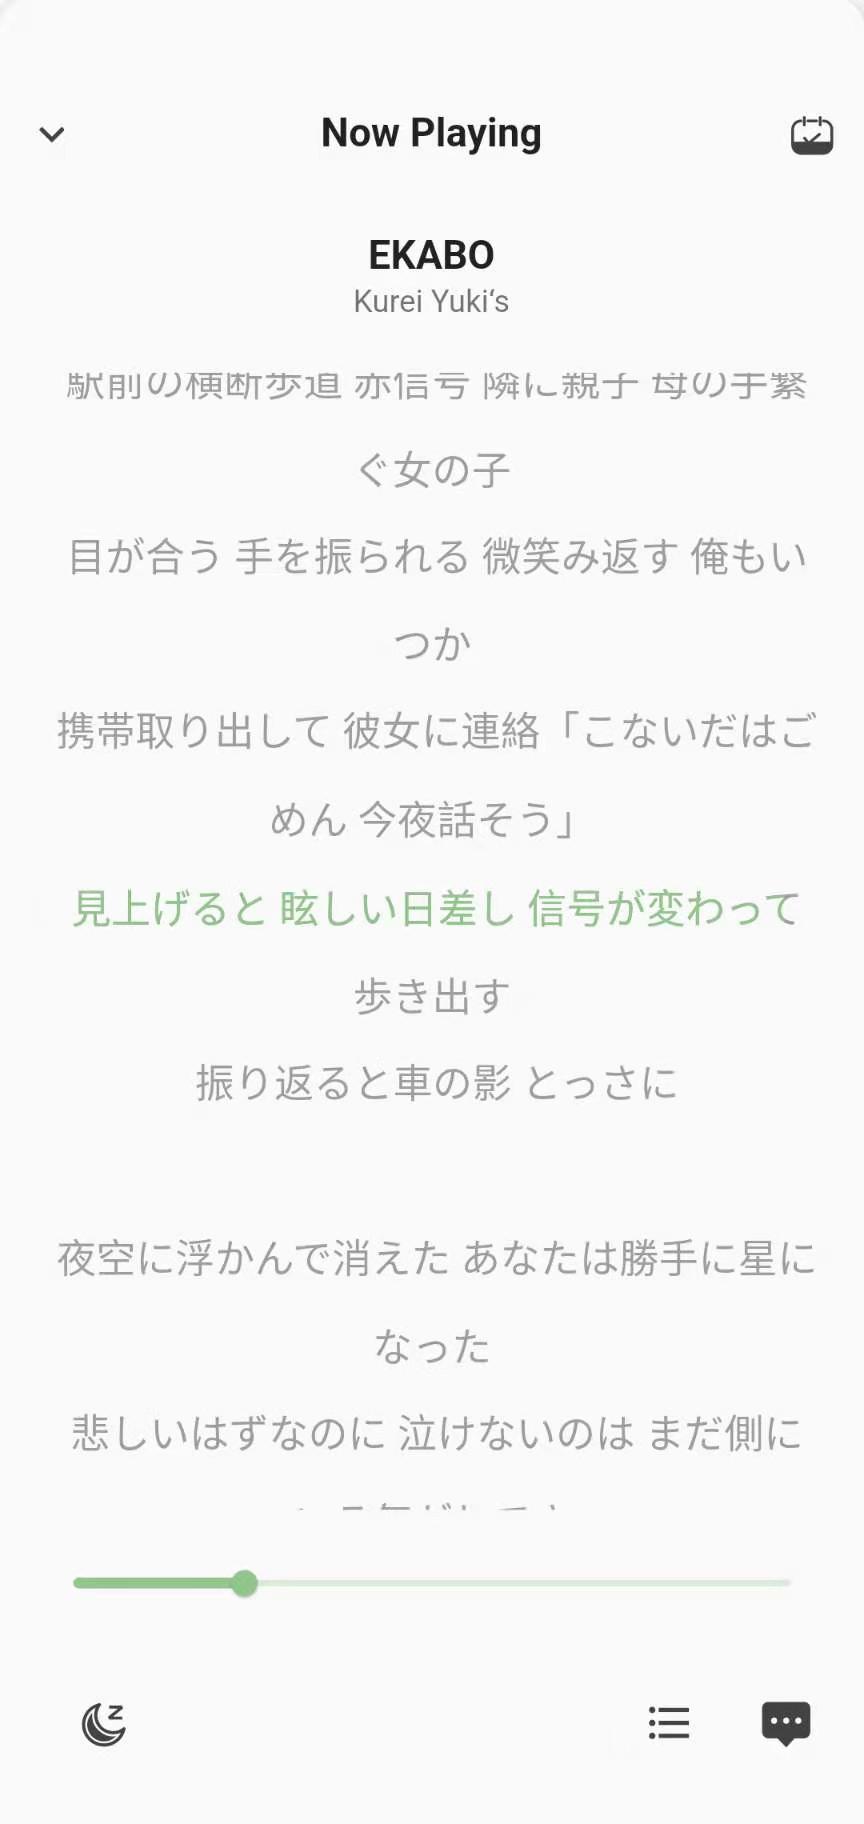 Now Playing
EKABO
Kurei Yuki‘s
駅前の横断歩道 赤信号 隣に親子 母の手繋
ぐ女の子
目が合う 手を振られる 微笑み返す 俺もい
つか
携帯取り出して 彼女に連絡「こないだはご
めん 今夜話そう」
見上げると 眩しい日差し 信号が変わって
歩き出す
振り返ると車の影 とっさに
夜空に浮かんで消えた あなたは勝手に星に
なった
悲しいはずなのに 泣けないのは まだ側に